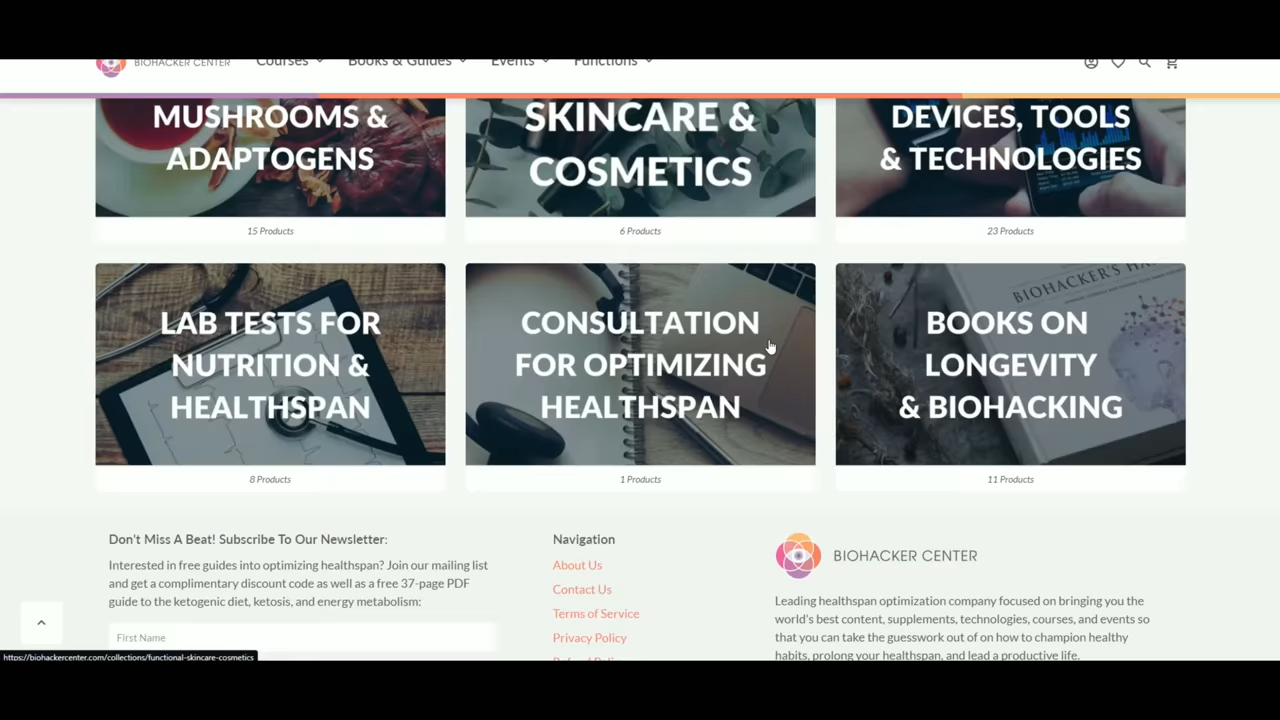 BIOHACKER CENTER
Courses
Books & Guides
Events
Functions
MUSHROOMS &
ADAPTOGENS
15 Products
SKINCARE &
COSMETICS
6 Products
DEVICES, TOOLS
& TECHNOLOGIES
23 Products
LAB TESTS FOR
NUTRITION &
HEALTHSPAN
8 Products
CONSULTATION
FOR OPTIMIZING
HEALTHSPAN
1 Products
BIOHACKER'S
BOOKS ON
LONGEVITY
& BIOHACKING
11 Products
Don't Miss A Beat! Subscribe To Our Newsletter:
Interested in free guides into optimizing healthspan? Join our mailing list
and get a complimentary discount code as well as a free 37-page PDF
guide to the ketogenic diet, ketosis, and energy metabolism:
First Name
Navigation
About Us
Contact Us
Terms of Service
Privacy Policy
BIOHACKER CENTER
Leading healthspan optimization company focused on bringing you the
world's best content, supplements, technologies, courses, and events so
that you can take the guesswork out of on how to champion healthy
habits, prolong your healthspan, and lead a productive life.
https://biohackercenter.com/collections/functional-skincare-cosmetics